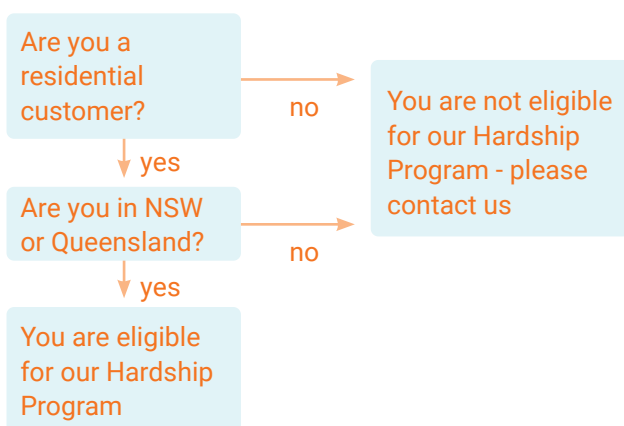 Are you a
residential
customer?
no
You are not eligible
for our Hardship
Program - please
contact us
yes
Are you in NSW
or Queensland?
no
yes
You are eligible
for our Hardship
Program